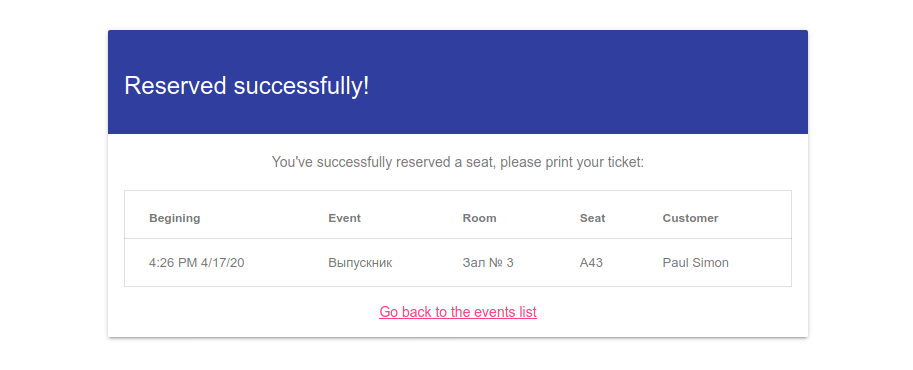 Reserved successfully!
You've successfully reserved a seat, please print your ticket:
Begining Event Room Seat Customer
4:26 PM 4/17/20 Выпускник Зал № 3 A43 Paul Simon
Go back to the events list